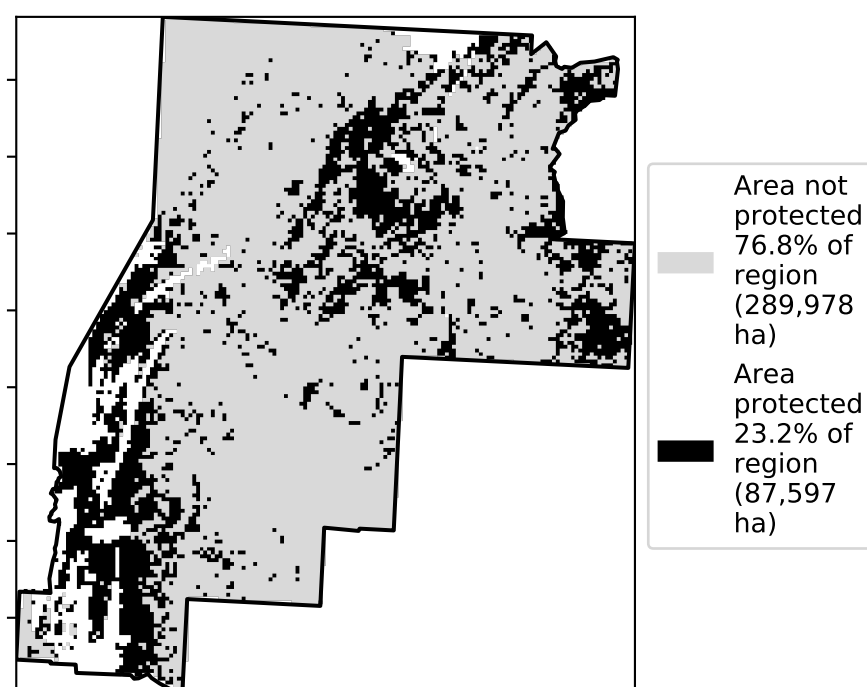 Area not
protected
76.8% of
region
(289,978
ha)
Area
protected
23.2% of
region
(87,597
ha)